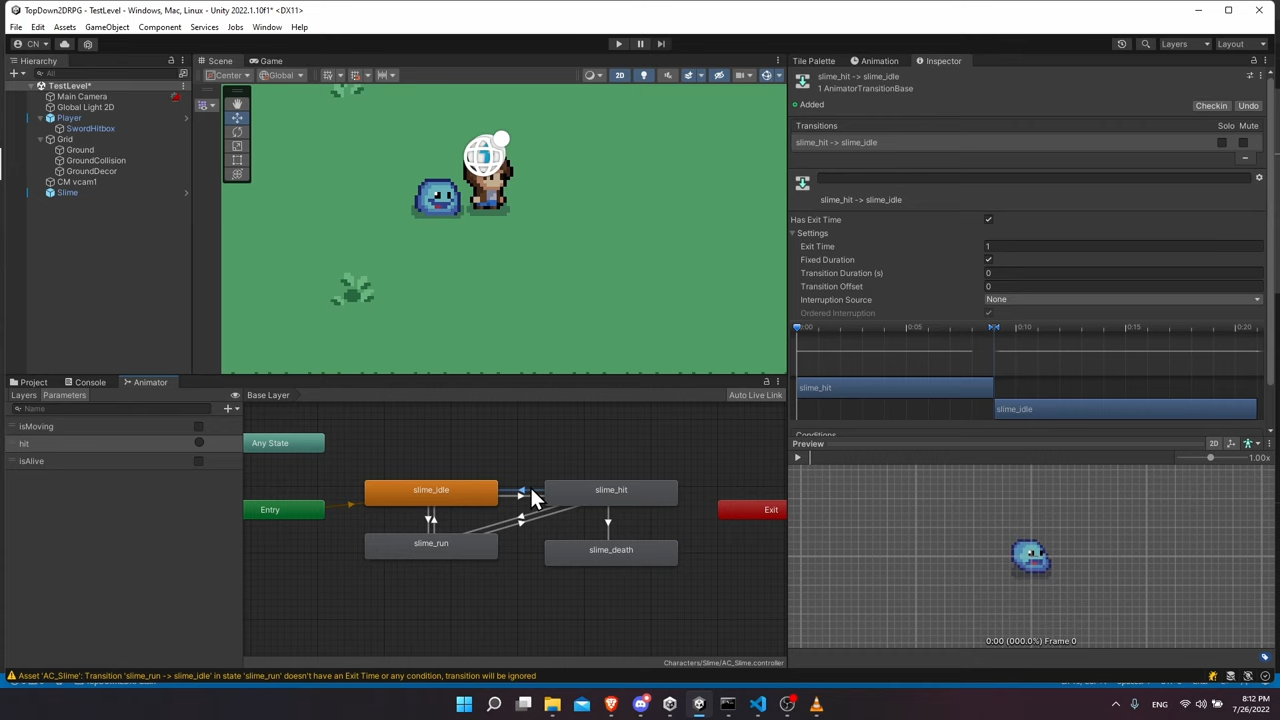 TopDown2DRPG - TestLevel - Windows, Mac, Linux - Unity 2022.1.10f1* <DX11>
File Edit Assets GameObject Component Services Jobs Window Help
CN Layers Layout
Hierarchy Scene Game Tile Palette Animation Inspector
All
Center Global 2D
TestLevel*
Main Camera
Global Light 2D
Player
SwordHitbox
Grid
Ground
GroundCollision
GroundDecor
CM vcam1
Slime
slime_hit -> slime_idle
1 AnimatorTransitionBase
Added Checkin Undo
Transitions Solo Mute
slime_hit -> slime_idle
slime_hit -> slime_idle
Has Exit Time
Settings
Exit Time 1
Fixed Duration
Transition Duration (s) 0
Transition Offset 0
Interruption Source None
Ordered Interruption
0:00 0:05 0:10 0:15 0:20
slime_hit
slime_idle
Conditions
Preview 2D
1.00x
0:00 (000.0%) Frame 0
Project Console Animator
Layers Parameters Base Layer Auto Live Link
Name
isMoving
hit
isAlive
Any State
Entry
slime_idle
slime_hit
slime_run
slime_death
Exit
Characters/Slime/AC_Slime.controller
Asset 'AC_Slime': Transition 'slime_run -> slime_idle' in state 'slime_run' doesn't have an Exit Time or any condition, transition will be ignored
8:12 PM
7/26/2022